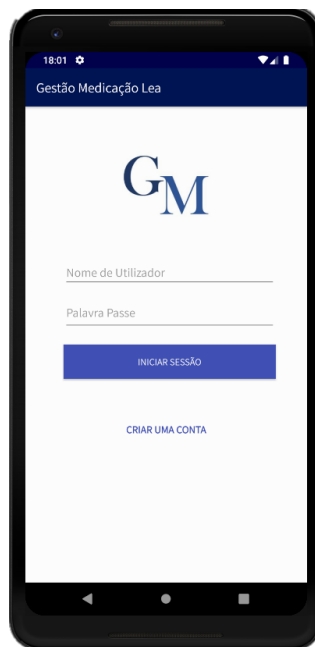 18:01
Gestão Medicação Lea
GM
Nome de Utilizador
Palavra Passe
INICIAR SESSÃO
CRIAR UMA CONTA